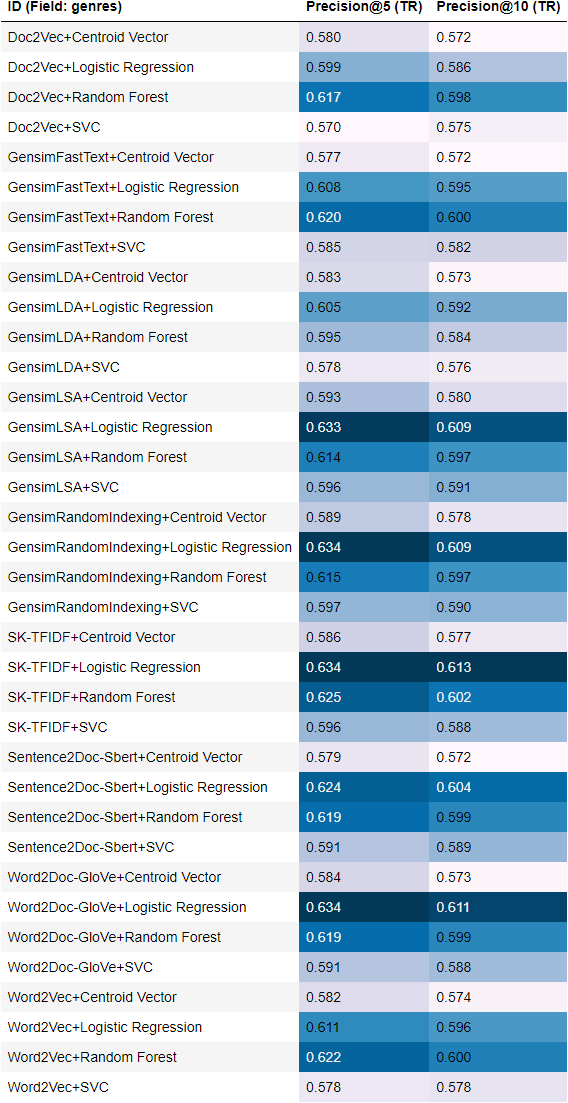 ID (Field: genres) Precision@5 (TR) Precision@10 (TR)
Doc2Vec+Centroid Vector 0.580 0.572
Doc2Vec+Logistic Regression 0.599 0.586
Doc2Vec+Random Forest 0.617 0.598
Doc2Vec+SVC 0.570 0.575
GensimFastText+Centroid Vector 0.577 0.572
GensimFastText+Logistic Regression 0.608 0.595
GensimFastText+Random Forest 0.620 0.600
GensimFastText+SVC 0.585 0.582
GensimLDA+Centroid Vector 0.583 0.573
GensimLDA+Logistic Regression 0.605 0.592
GensimLDA+Random Forest 0.595 0.584
GensimLDA+SVC 0.578 0.576
GensimLSA+Centroid Vector 0.593 0.580
GensimLSA+Logistic Regression 0.633 0.609
GensimLSA+Random Forest 0.614 0.597
GensimLSA+SVC 0.596 0.591
GensimRandomIndexing+Centroid Vector 0.589 0.578
GensimRandomIndexing+Logistic Regression 0.634 0.609
GensimRandomIndexing+Random Forest 0.615 0.597
GensimRandomIndexing+SVC 0.597 0.590
SK-TFIDF+Centroid Vector 0.586 0.577
SK-TFIDF+Logistic Regression 0.634 0.613
SK-TFIDF+Random Forest 0.625 0.602
SK-TFIDF+SVC 0.596 0.588
Sentence2Doc-Sbert+Centroid Vector 0.579 0.572
Sentence2Doc-Sbert+Logistic Regression 0.624 0.604
Sentence2Doc-Sbert+Random Forest 0.619 0.599
Sentence2Doc-Sbert+SVC 0.591 0.589
Word2Doc-GloVe+Centroid Vector 0.584 0.573
Word2Doc-GloVe+Logistic Regression 0.634 0.611
Word2Doc-GloVe+Random Forest 0.619 0.599
Word2Doc-GloVe+SVC 0.591 0.588
Word2Vec+Centroid Vector 0.582 0.574
Word2Vec+Logistic Regression 0.611 0.596
Word2Vec+Random Forest 0.622 0.600
Word2Vec+SVC 0.578 0.578